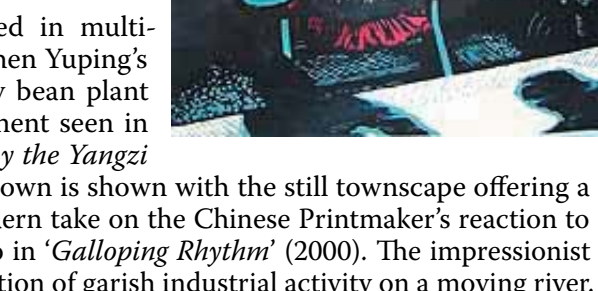 ed in multi-
hen Yuping's
bean plant
ment seen in
y the Yangzi
own is shown with the still townscape offering a
ern take on the Chinese Printmaker's reaction to
in 'Galloping Rhythm' (2000). The impressionist
tion of garish industrial activity on a moving river.